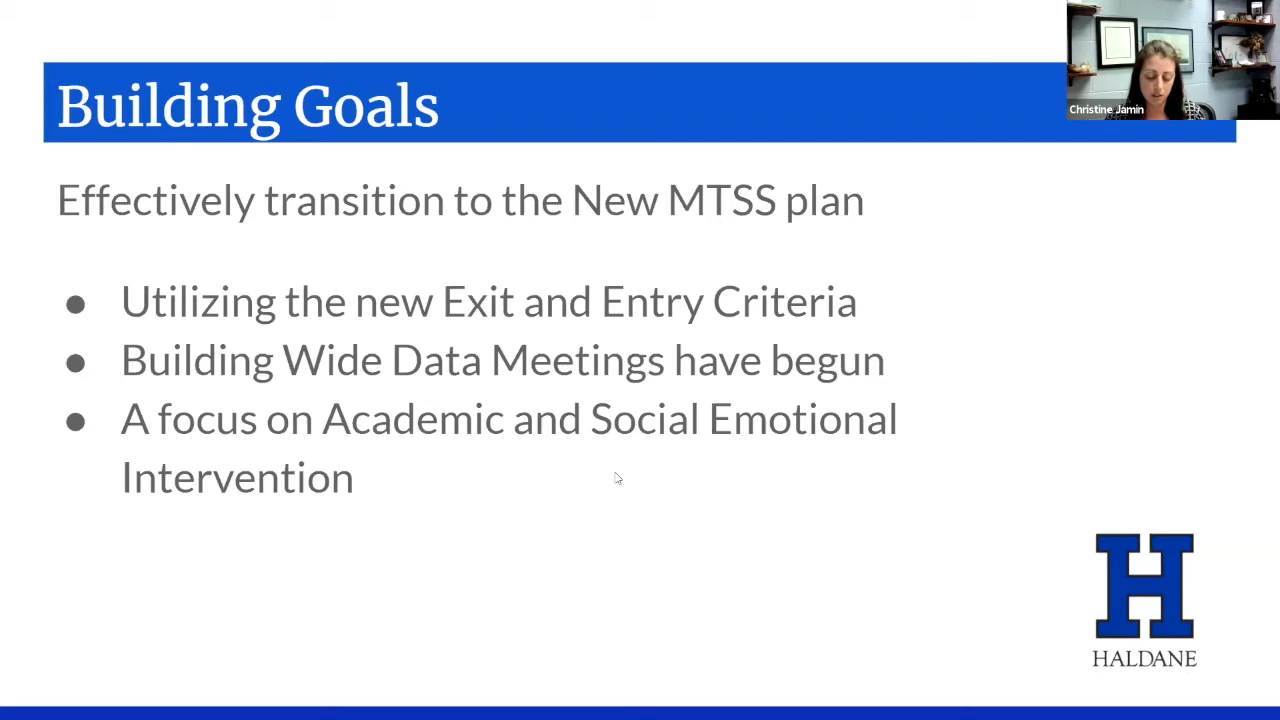 Building Goals
Christine Jamin
Effectively transition to the New MTSS plan
● Utilizing the new Exit and Entry Criteria
● Building Wide Data Meetings have begun
● A focus on Academic and Social Emotional
Intervention
H
HALDANE